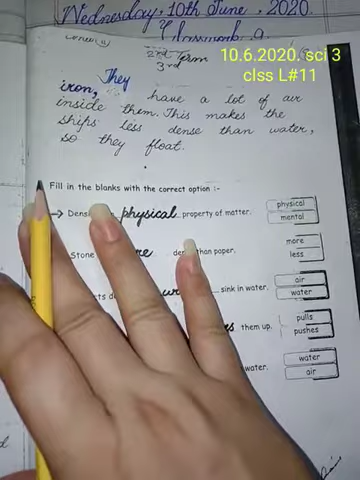 Wednesday, 10th June, 2020.
Classwork
2nd Term
3rd
10.6.2020. sci 3
clss L#11
They
iron, have a lot of air
inside them. This makes the
ships less dense than water,
so they float.
Fill in the blanks with the correct option :-
physical property of matter.
physical
mental
Stone than paper.
more
less
sink in water.
air
water
them up.
pulls
pushes
water.
water
air